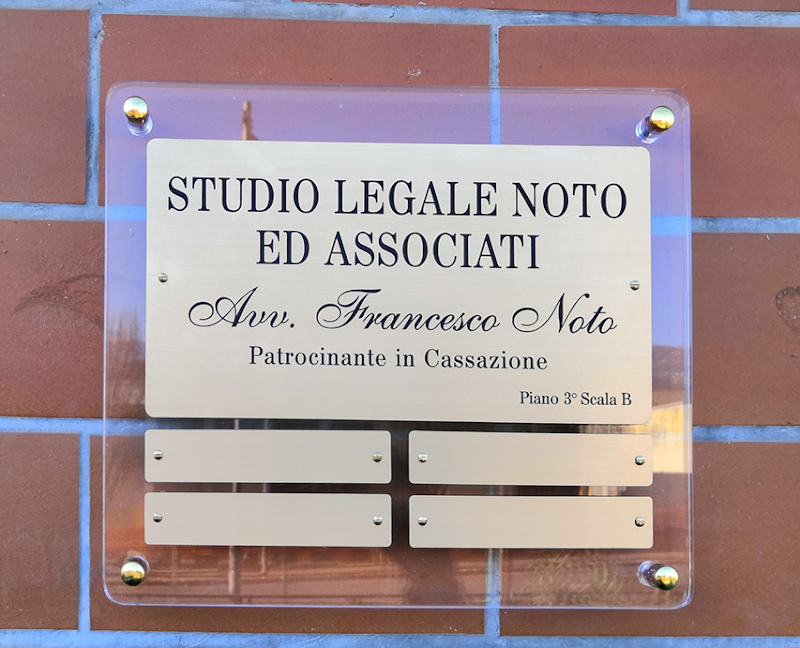 STUDIO LEGALE NOTO
ED ASSOCIATI
Avv. Francesco Noto
Patrocinante in Cassazione
Piano 3° Scala B